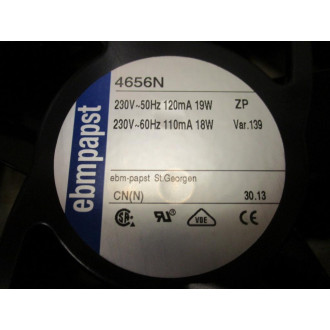 ebmpapst
4656N
230V~50Hz 120mA 19W ZP
230V~60Hz 110mA 18W Var.139
ebm-papst St.Georgen
CN(N) 30.13
VDE
CE